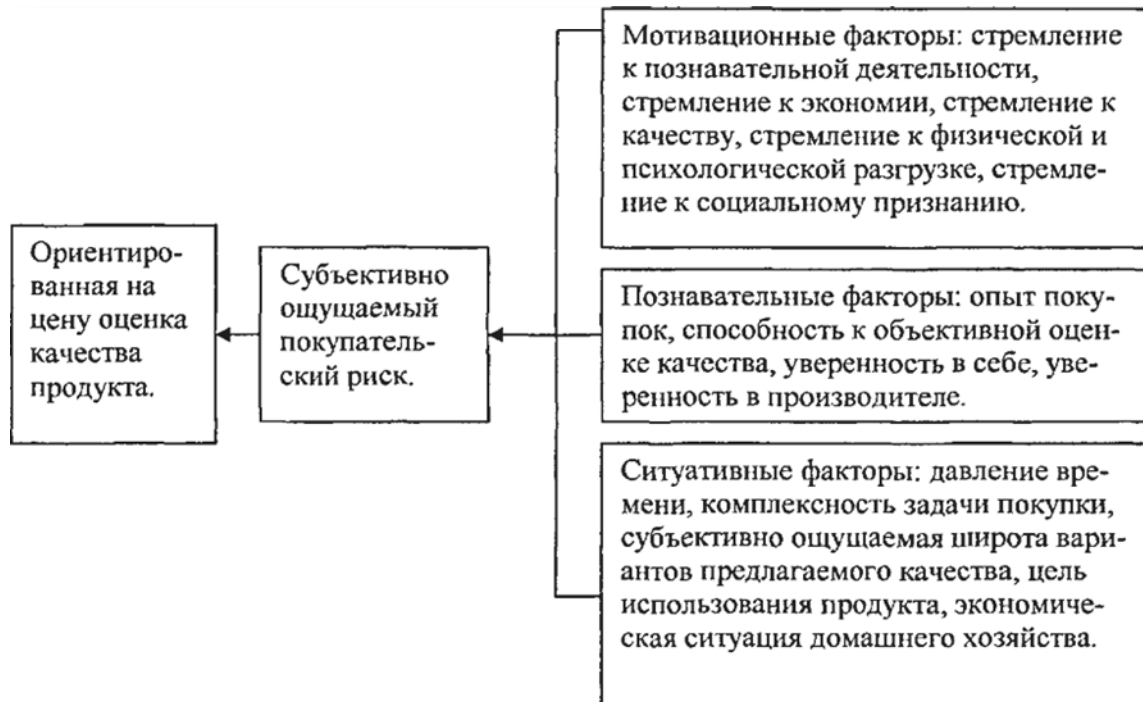 Мотивационные факторы: стремление
к познавательной деятельности,
стремление к экономии, стремление к
качеству, стремление к физической и
психологической разгрузке, стремле-
ние к социальному признанию.
Ориентиро-
ванная на
цену оценка
качества
продукта.
Субъективно
ощущаемый
покупатель-
ский риск.
Познавательные факторы: опыт поку-
пок, способность к объективной оцен-
ке качества, уверенность в себе, уве-
ренность в производителе.
Ситуативные факторы: давление вре-
мени, комплексность задачи покупки,
субъективно ощущаемая широта вари-
антов предлагаемого качества, цель
использования продукта, экономиче-
ская ситуация домашнего хозяйства.